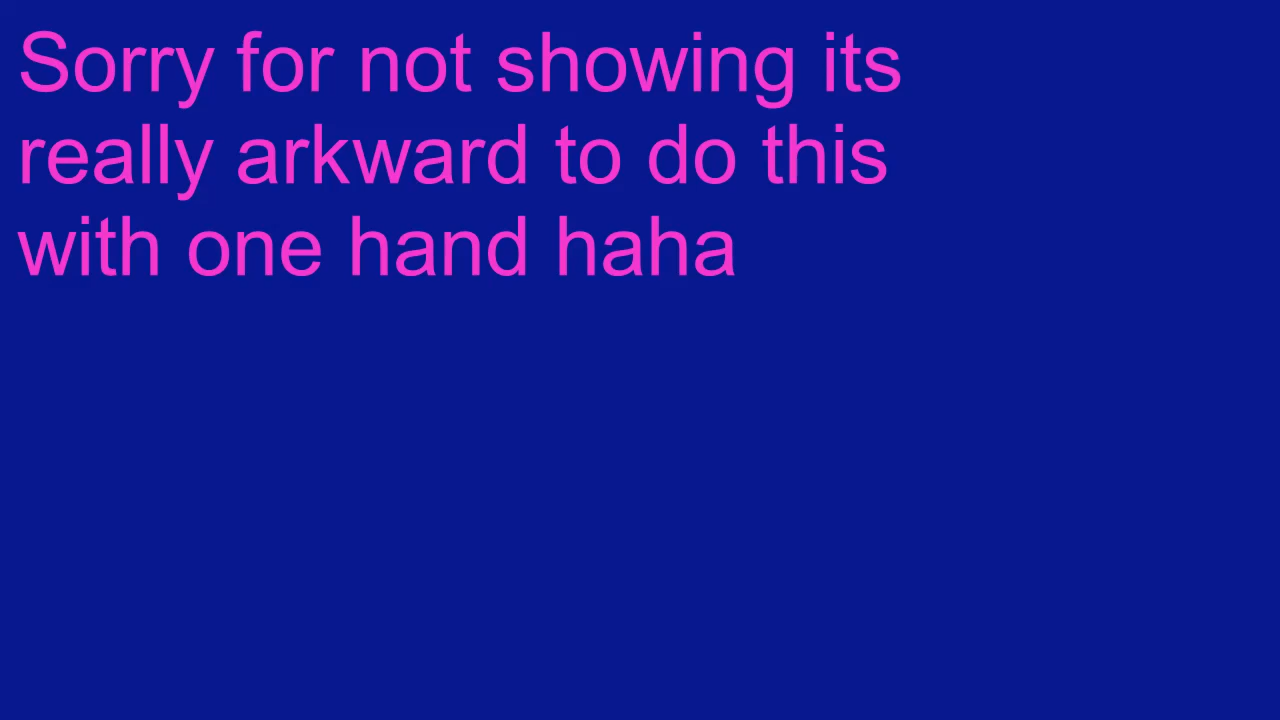 Sorry for not showing its
really arkward to do this
with one hand haha